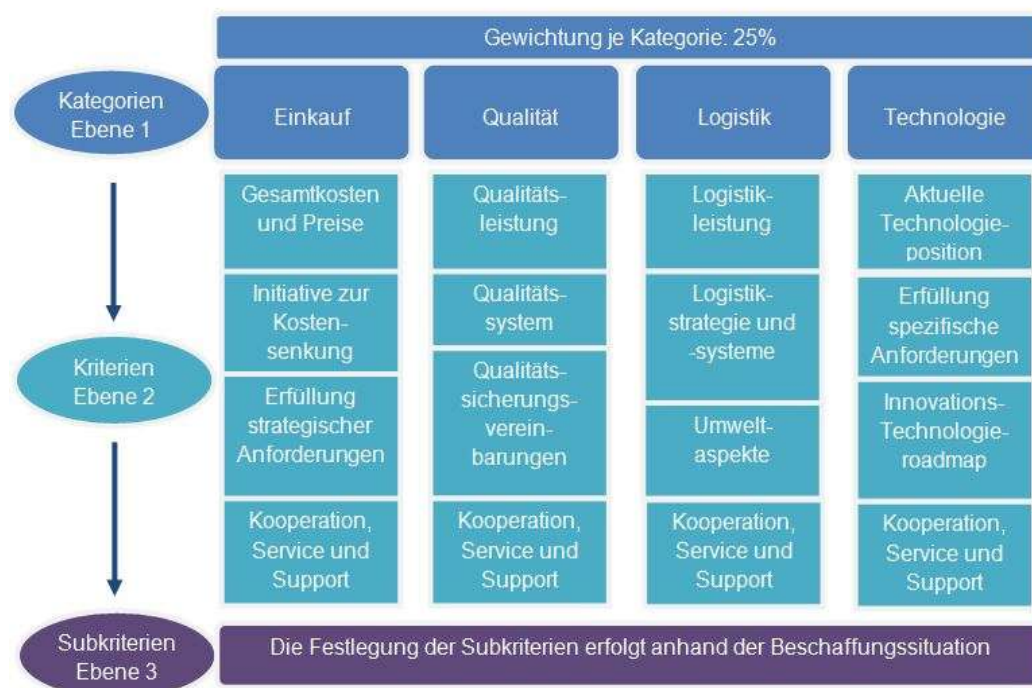 Gewichtung je Kategorie: 25%
Kategorien
Ebene 1
Einkauf
Qualität
Logistik
Technologie
Gesamtkosten
und Preise
Qualitäts-
leistung
Logistik-
leistung
Aktuelle
Technologie-
position
Initiative zur
Kosten-
senkung
Qualitäts-
system
Logistik-
strategie und
-systeme
Erfüllung
spezifische
Anforderungen
Kriterien
Ebene 2
Erfüllung
strategischer
Anforderungen
Qualitäts-
sicherungs-
verein-
barungen
Umwelt-
aspekte
Innovations-
Technologie-
roadmap
Kooperation,
Service und
Support
Kooperation,
Service und
Support
Kooperation,
Service und
Support
Kooperation,
Service und
Support
Subkriterien
Ebene 3
Die Festlegung der Subkriterien erfolgt anhand der Beschaffungssituation